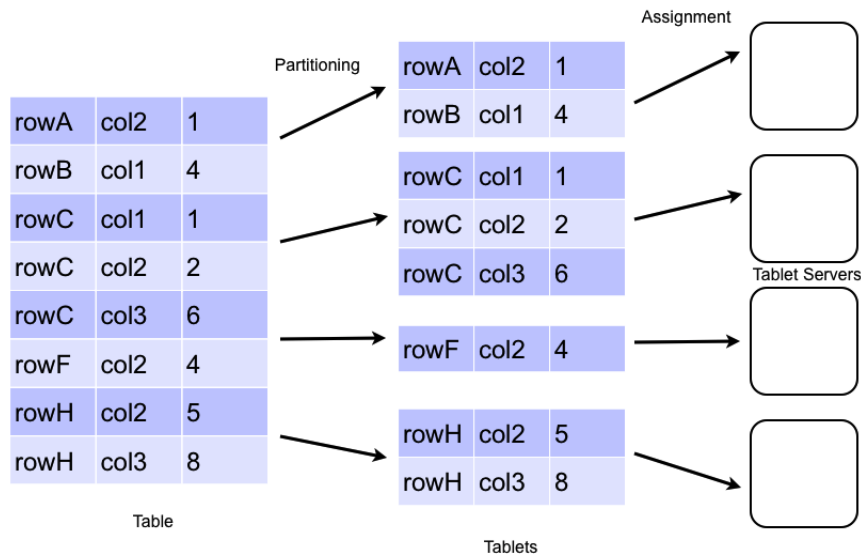 Partitioning
Assignment
rowA col2 1
rowB col1 4
rowC col1 1
rowC col2 2
rowC col3 6
rowF col2 4
rowH col2 5
rowH col3 8
Table
rowA col2 1
rowB col1 4
rowC col1 1
rowC col2 2
rowC col3 6
rowF col2 4
rowH col2 5
rowH col3 8
Tablets
Tablet Servers